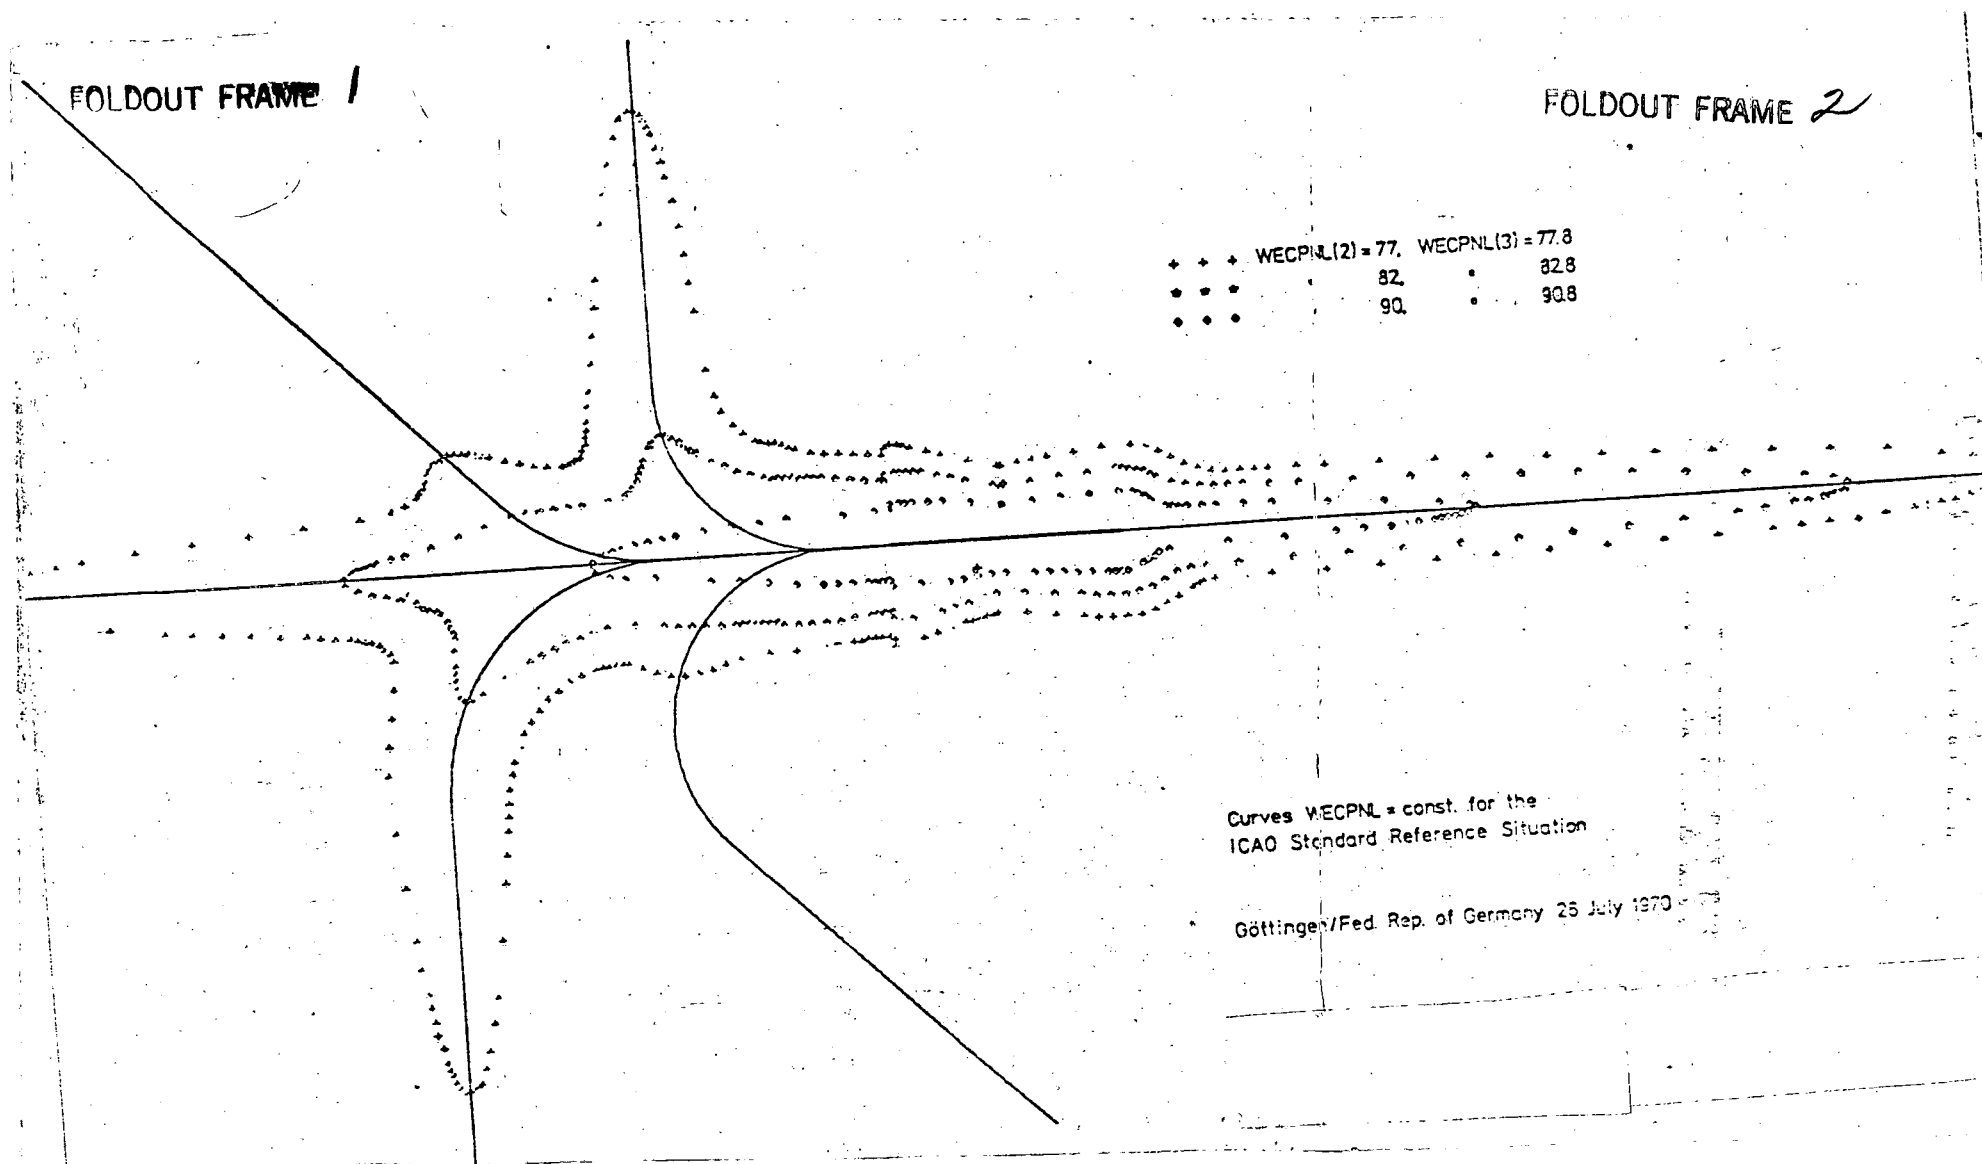 FOLDOUT FRAME 1
FOLDOUT FRAME 2
+ + + WECPNL(2) = 77. WECPNL(3) = 77.8
82. " 82.8
90. " 90.8
Curves WECPNL = const. for the
ICAO Standard Reference Situation
Göttingen/Fed. Rep. of Germany 26 July 1970